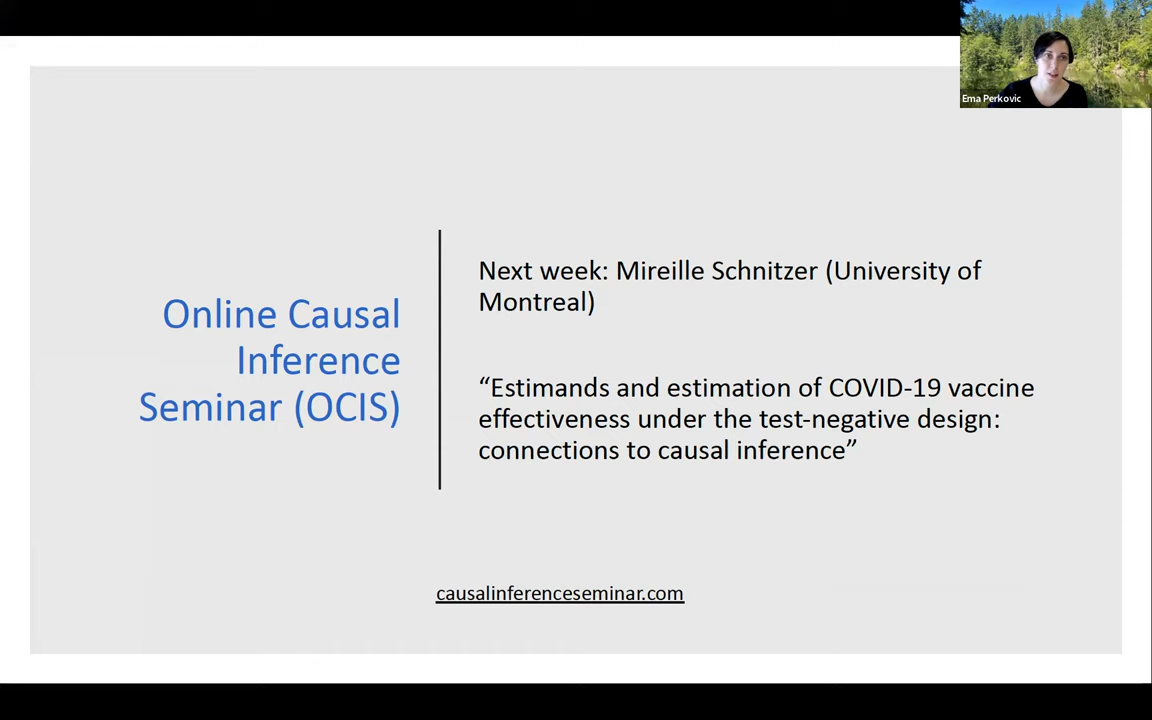 Ema Perkovic
Online Causal
Inference
Seminar (OCIS)
Next week: Mireille Schnitzer (University of
Montreal)
“Estimands and estimation of COVID-19 vaccine
effectiveness under the test-negative design:
connections to causal inference”
causalinferenceseminar.com